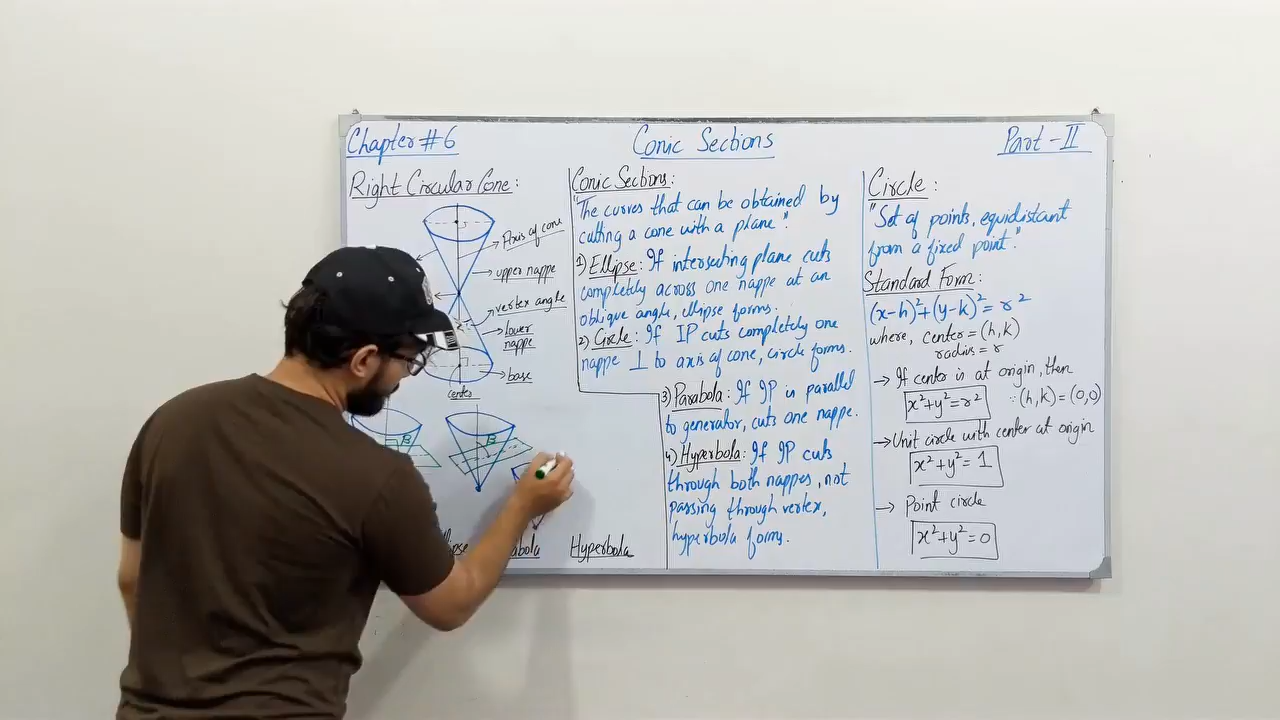 Chapter # 6
Conic Sections
Part - II
Right Circular Cone :
Axis of cone
upper nappe
vertex angle
lower
nappe
base
center
B
B
Hyperbola
Conic Sections:
"The curves that can be obtained by
cutting a cone with a plane".
1) Ellipse : If intersecting plane cuts
completely across one nappe at an
oblique angle, ellipse forms.
2) Circle : If IP cuts completely one
nappe ⊥ to axis of cone, circle forms.
3) Parabola : If IP is parallel
to generator, cuts one nappe.
4) Hyperbola : If IP cuts
through both nappes, not
passing through vertex,
hyperbola forms.
Circle :
"Set of points, equidistant
from a fixed point."
Standard Form :
(x-h)²+(y-k)² = r²
where, center = (h,k)
radius = r
→ If center is at origin, then
x²+y²=r² ∵ (h,k) = (0,0)
→ Unit circle with center at origin
x²+y² = 1
→ Point circle
x²+y²=0